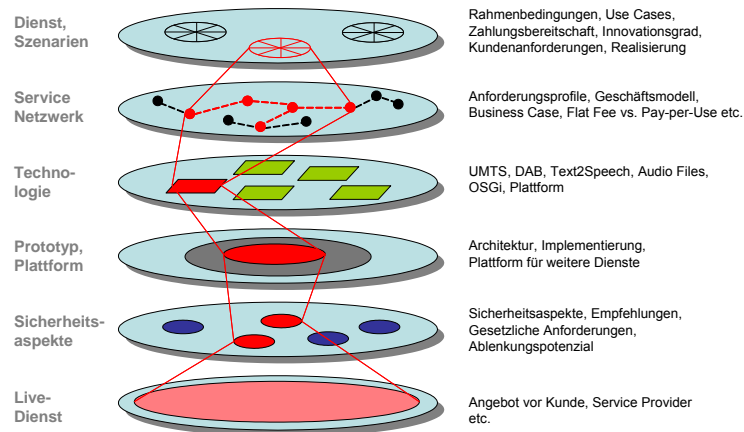 Dienst,
Szenarien
Rahmenbedingungen, Use Cases,
Zahlungsbereitschaft, Innovationsgrad,
Kundenanforderungen, Realisierung
Service
Netzwerk
Anforderungsprofile, Geschäftsmodell,
Business Case, Flat Fee vs. Pay-per-Use etc.
Techno-
logie
UMTS, DAB, Text2Speech, Audio Files,
OSGi, Plattform
Prototyp,
Plattform
Architektur, Implementierung,
Plattform für weitere Dienste
Sicherheits-
aspekte
Sicherheitsaspekte, Empfehlungen,
Gesetzliche Anforderungen,
Ablenkungspotenzial
Live-
Dienst
Angebot vor Kunde, Service Provider
etc.